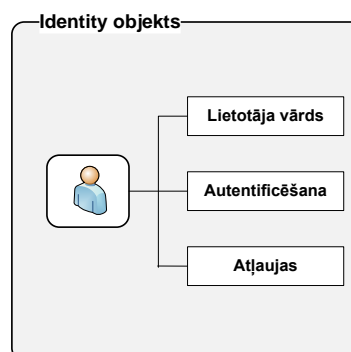 Identity objekts
Lietotāja vārds
Autentificēšana
Atļaujas